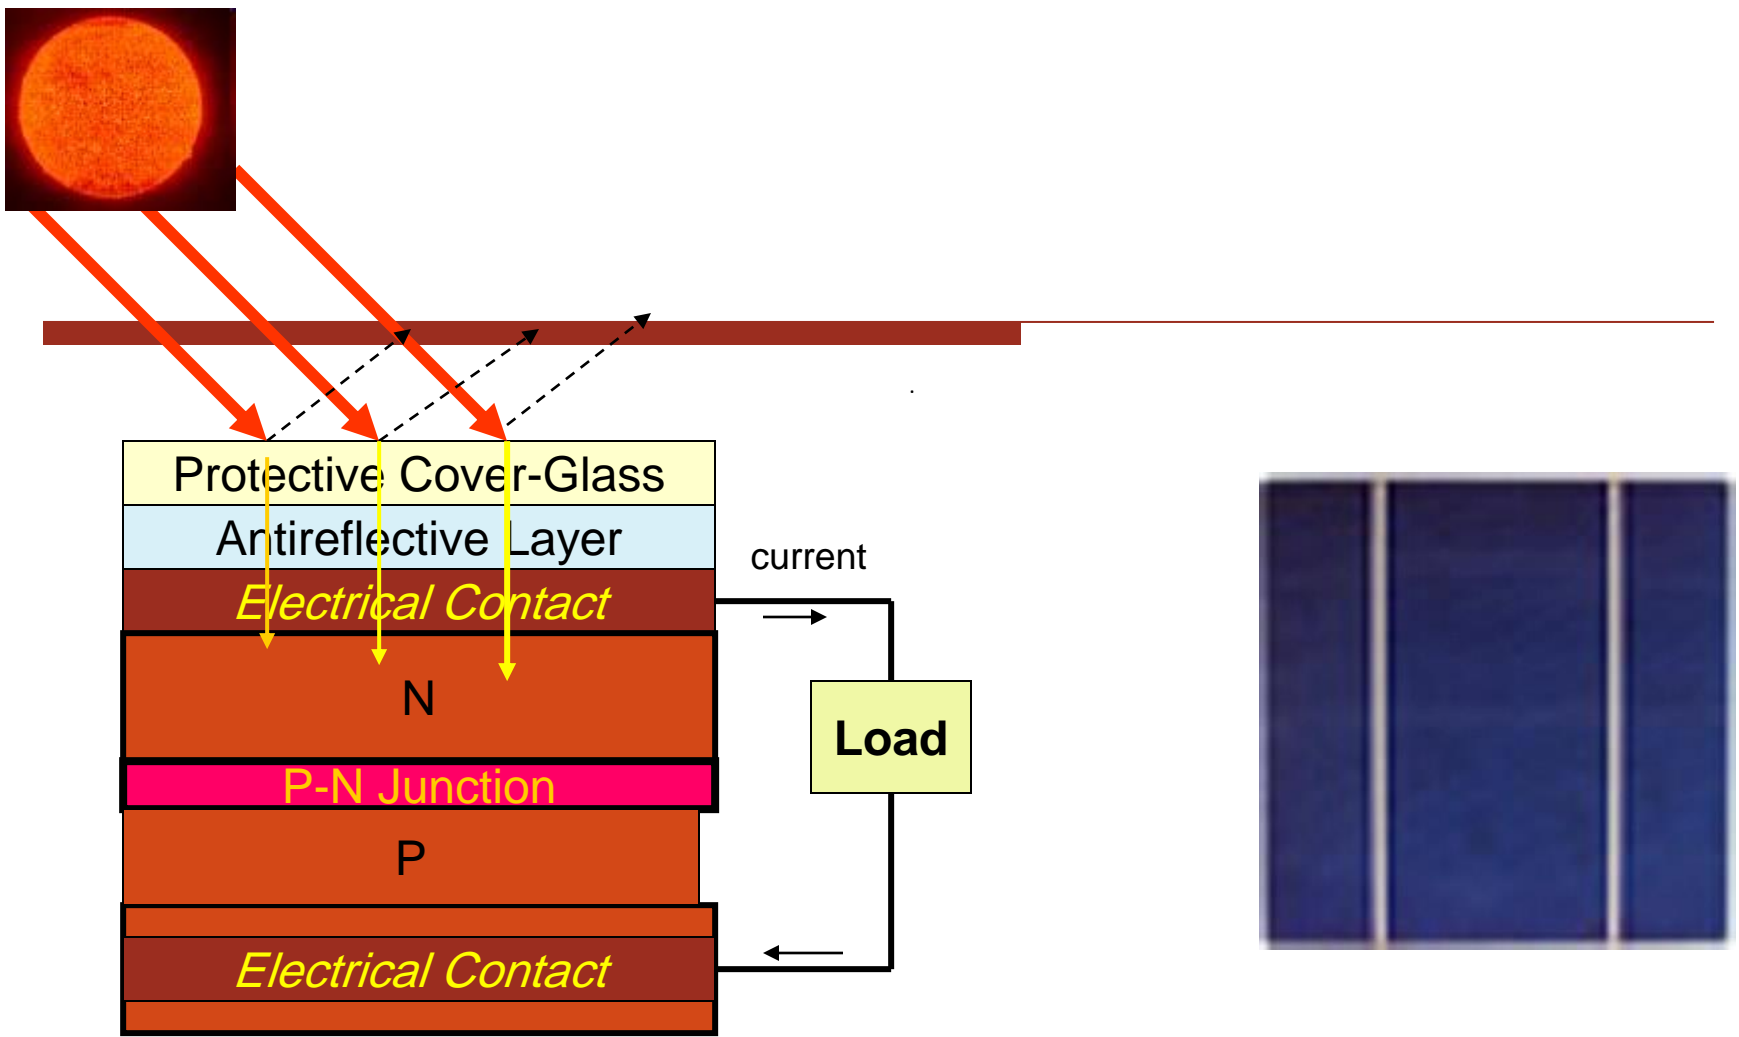 Protective Cover-Glass
Antireflective Layer
Electrical Contact
current
N
Load
P-N Junction
P
Electrical Contact